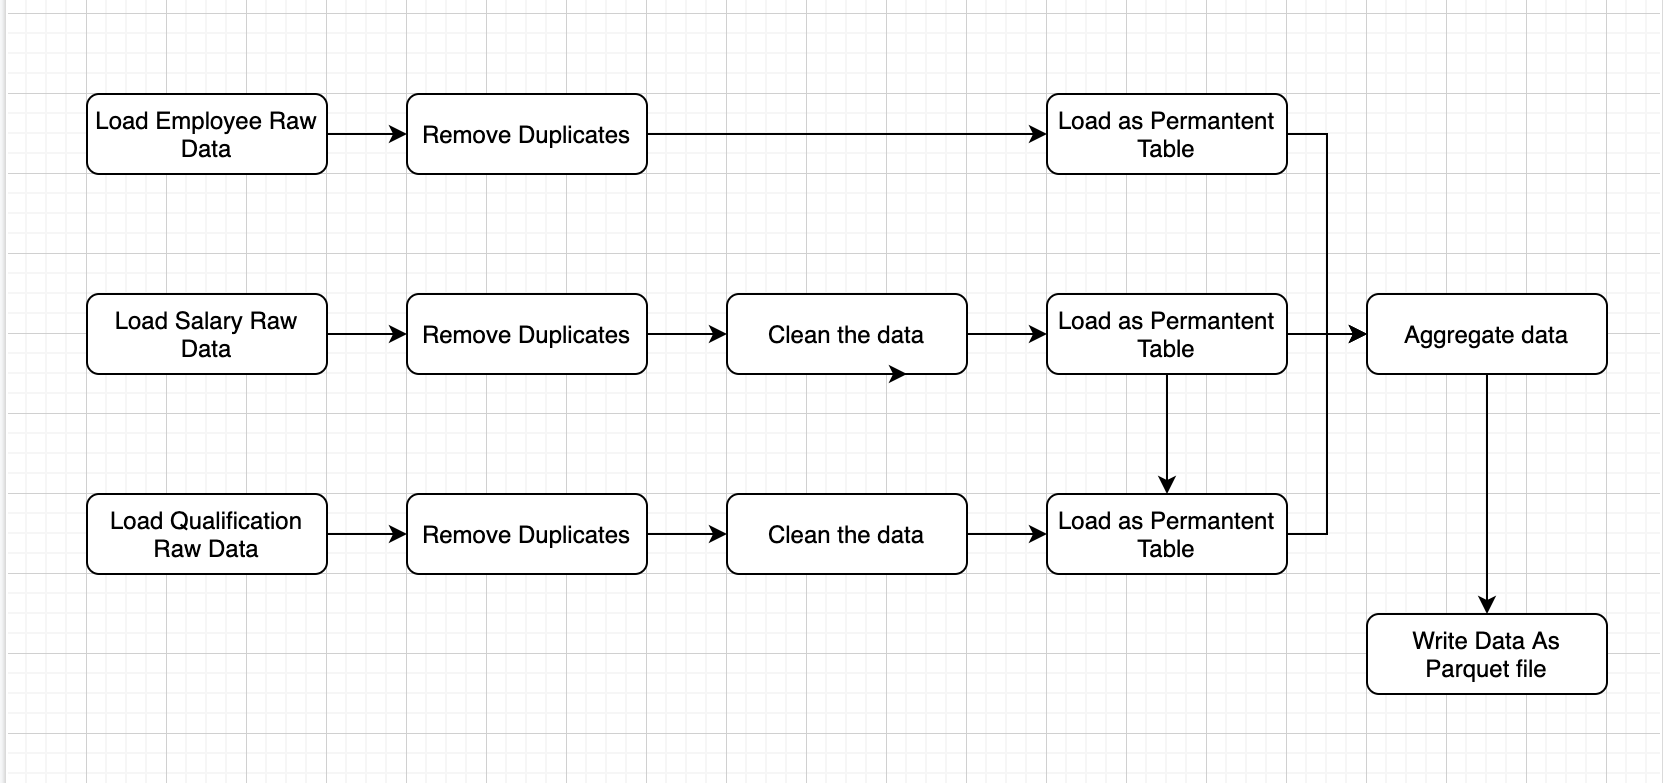 Load Employee Raw
Data
Remove Duplicates
Load as Permantent
Table
Load Salary Raw
Data
Remove Duplicates
Clean the data
Load as Permantent
Table
Aggregate data
Load Qualification
Raw Data
Remove Duplicates
Clean the data
Load as Permantent
Table
Write Data As
Parquet file